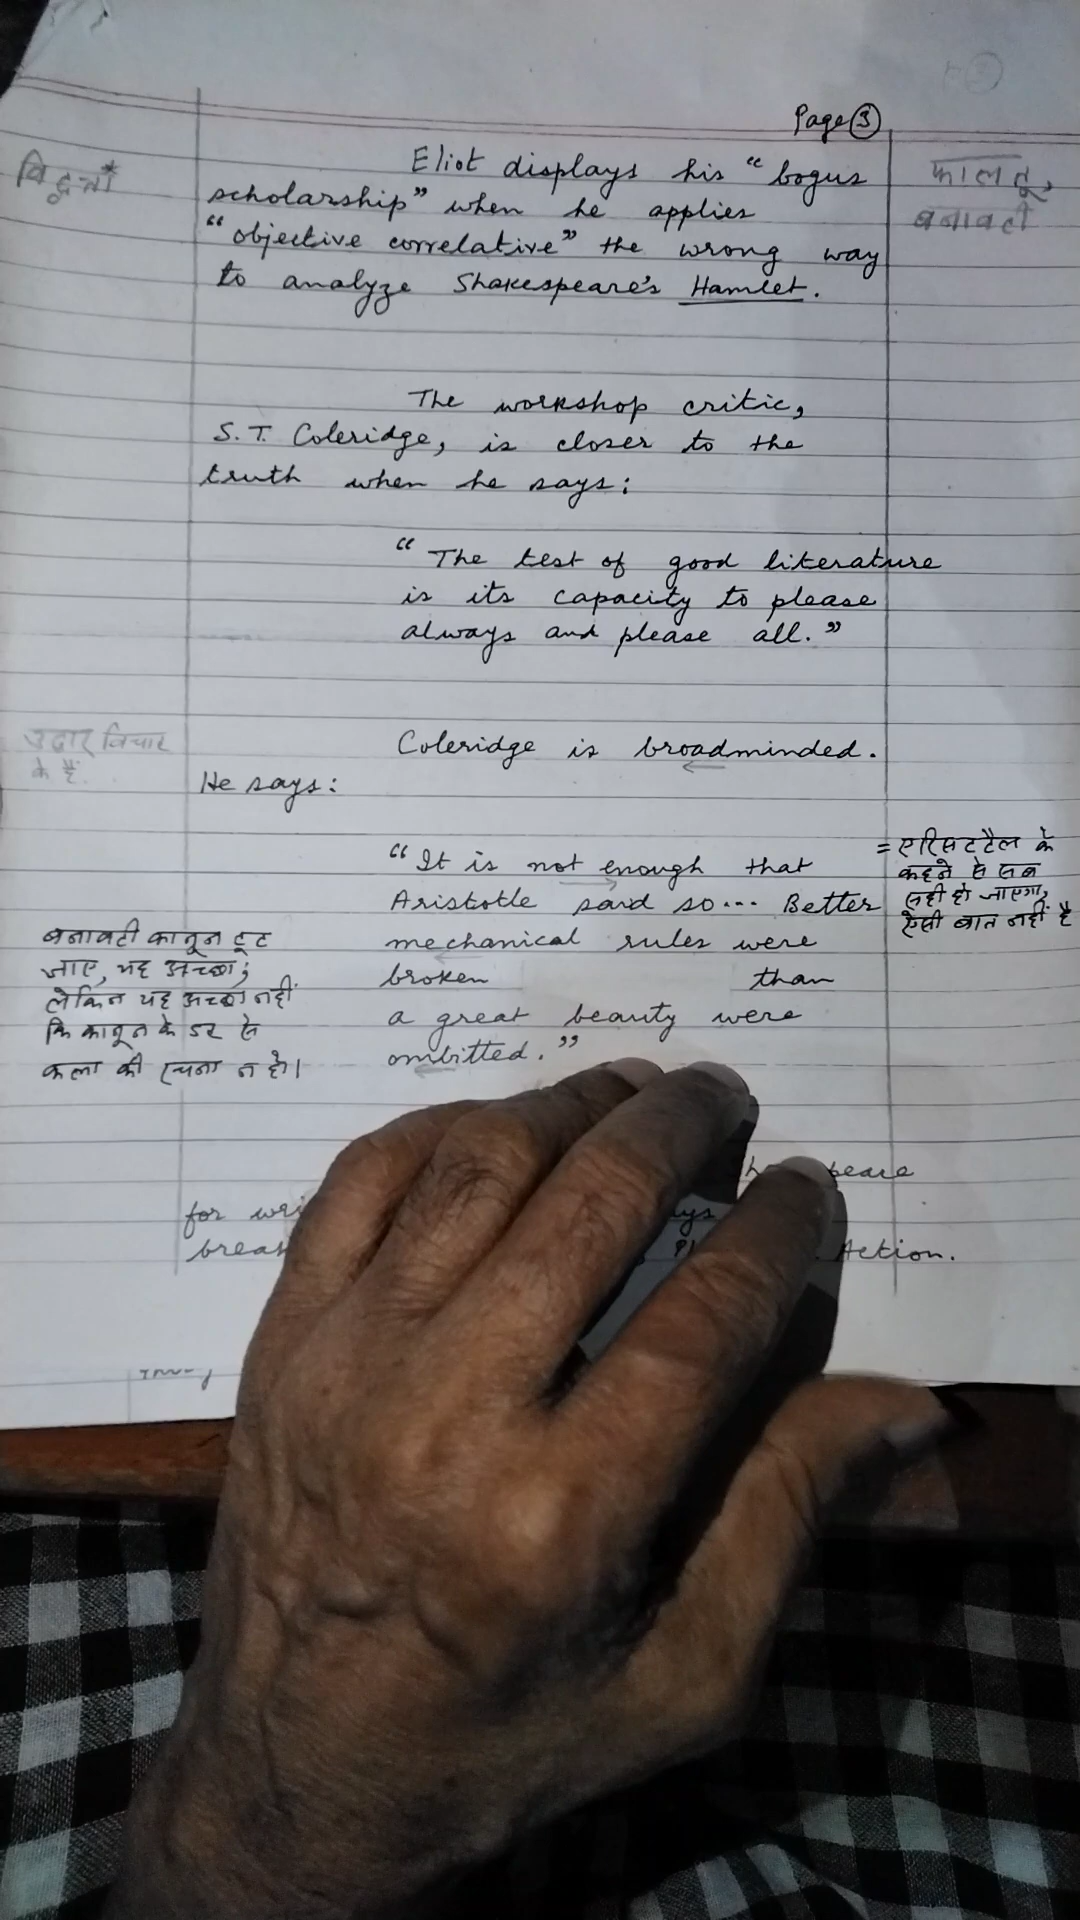 Page ③
Eliot displays his "bogus
scholarship" when he applies
"objective correlative" the wrong way
to analyze Shakespeare's Hamlet.
विद्वत्ता*
फालतू,
बनावटी
The workshop critic,
S.T. Coleridge, is closer to the
truth when he says:
"The test of good literature
is its capacity to please
always and please all."
उदार विचार
के हैं.
Coleridge is broadminded.
He says:
"It is not enough that
Aristotle said so... Better
mechanical rules were
broken than
a great beauty were
ombitted."
= एरिसटटैल के
कहने से सब
सही हो जाएगा,
ऐसी बात नहीं है
बनावटी कानून टूट
जाए, यह अच्छा;
लेकिन यह अच्छा नहीं
कि कानून के डर से
कला की रचना न हो।
for
Action.